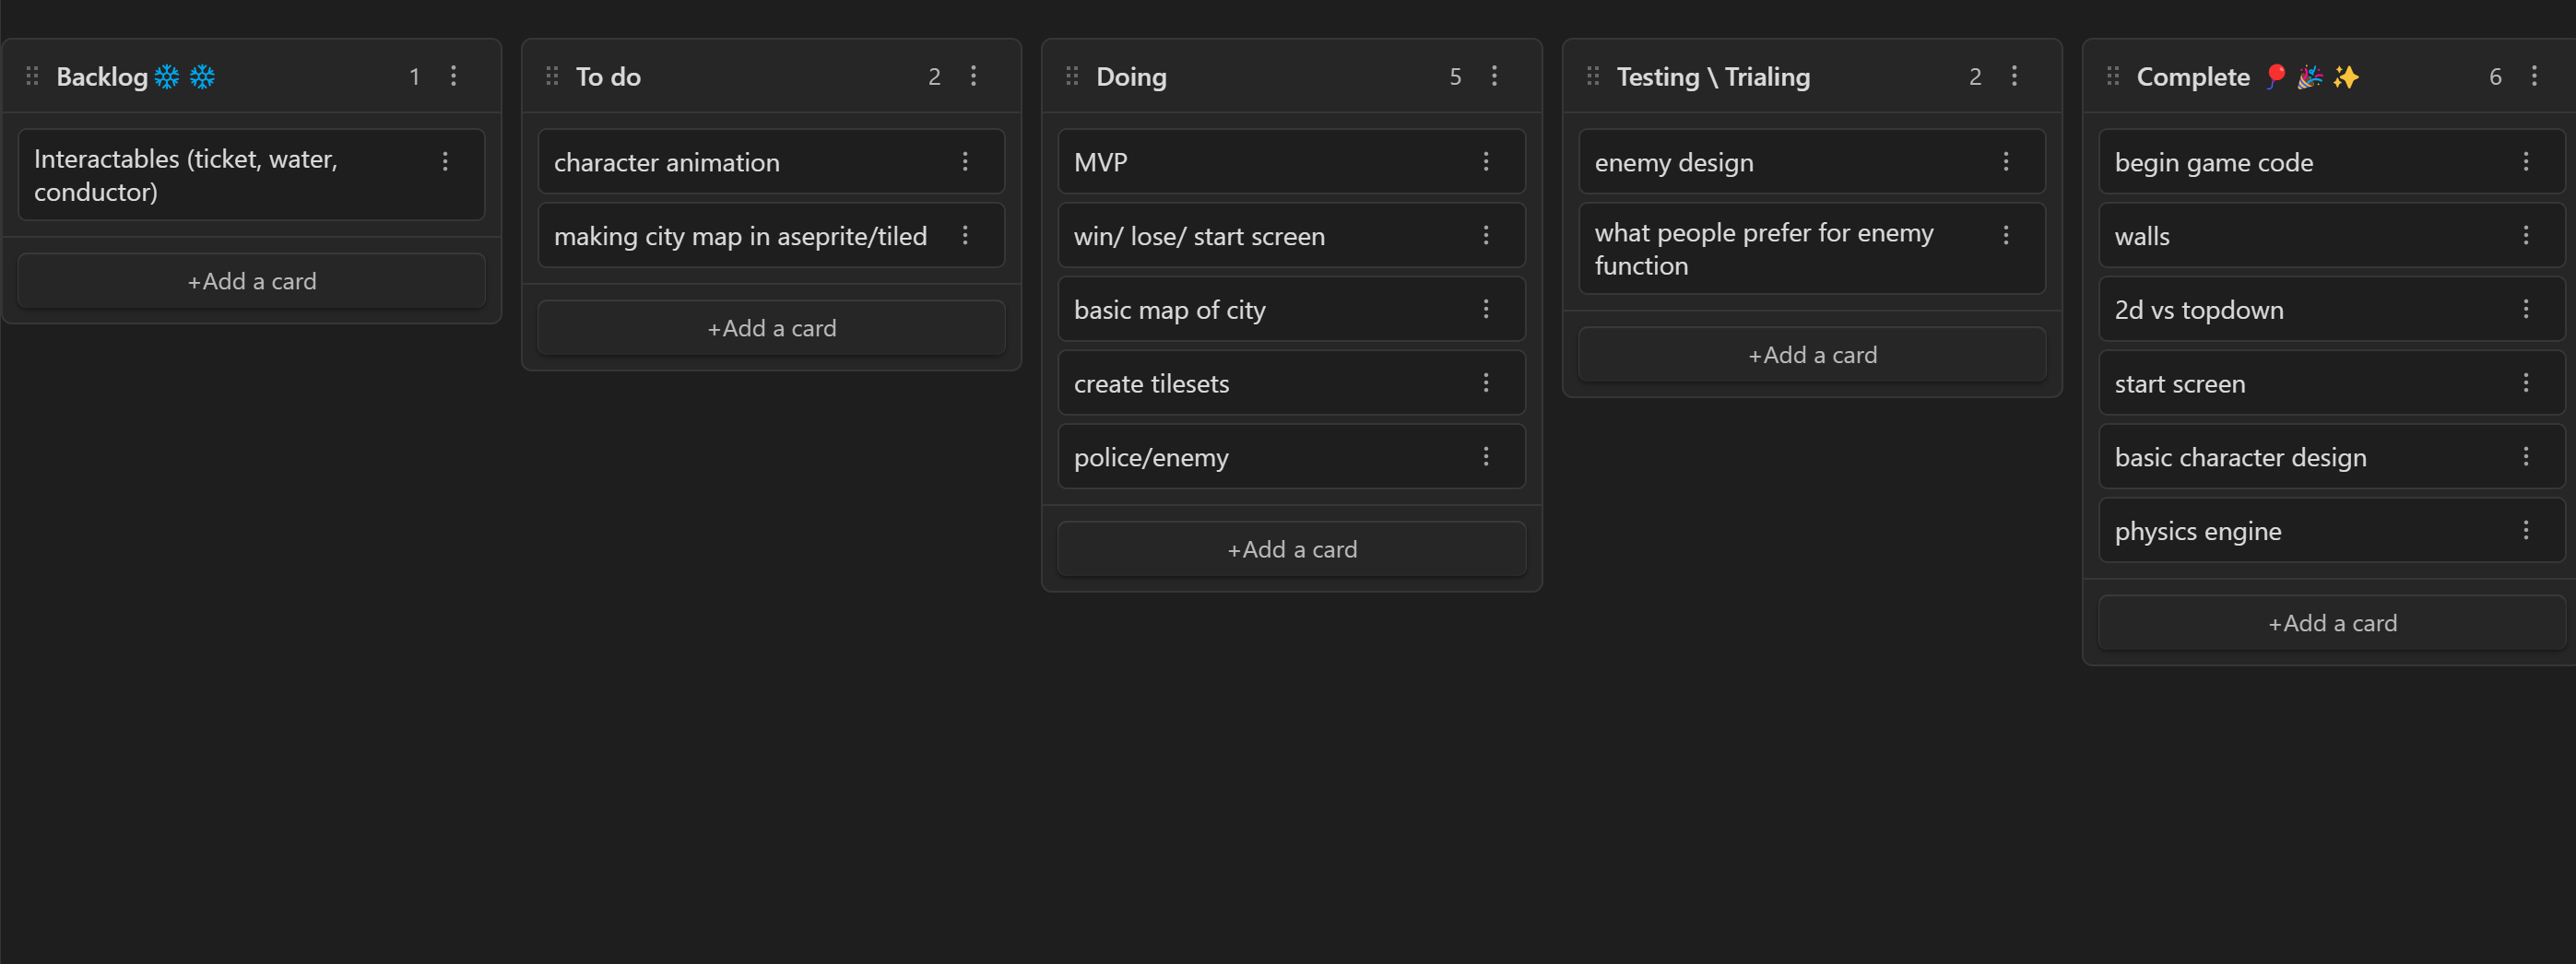 Backlog ❄️ ❄️ 1
Interactables (ticket, water,
conductor)
+Add a card
To do 2
character animation
making city map in aseprite/tiled
+Add a card
Doing 5
MVP
win/ lose/ start screen
basic map of city
create tilesets
police/enemy
+Add a card
Testing \ Trialing 2
enemy design
what people prefer for enemy
function
+Add a card
Complete 🎈 🎉 ✨ 6
begin game code
walls
2d vs topdown
start screen
basic character design
physics engine
+Add a card